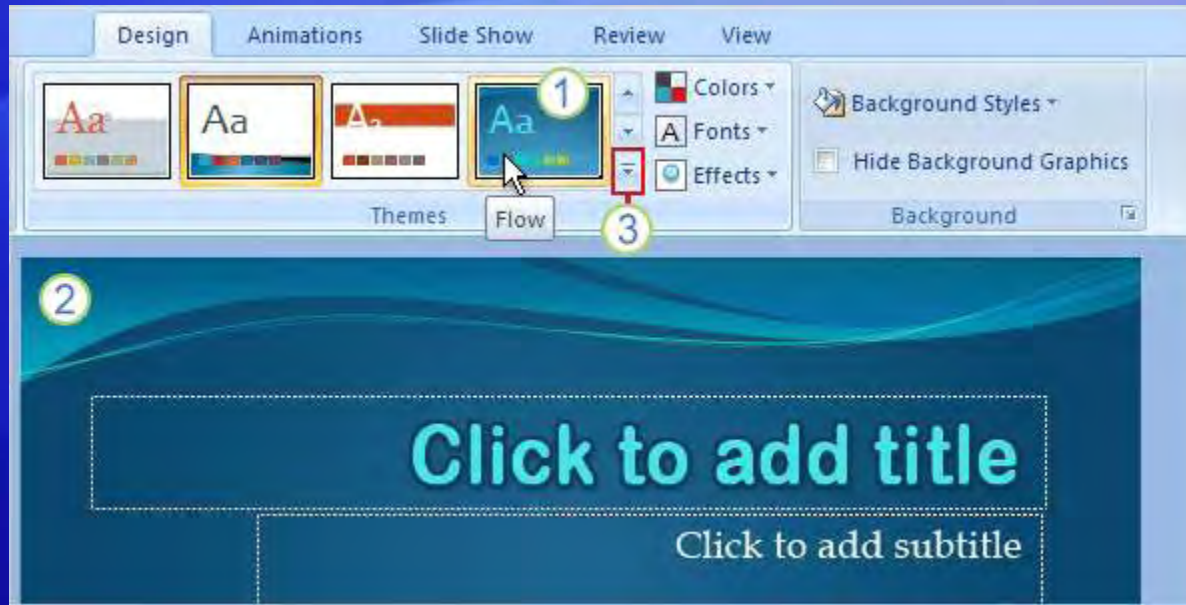 Design Animations Slide Show Review View
Aa Aa Aa Aa 1 Colors
Fonts
Effects
Background Styles
Hide Background Graphics
Themes Flow 3 Background
2
Click to add title
Click to add subtitle